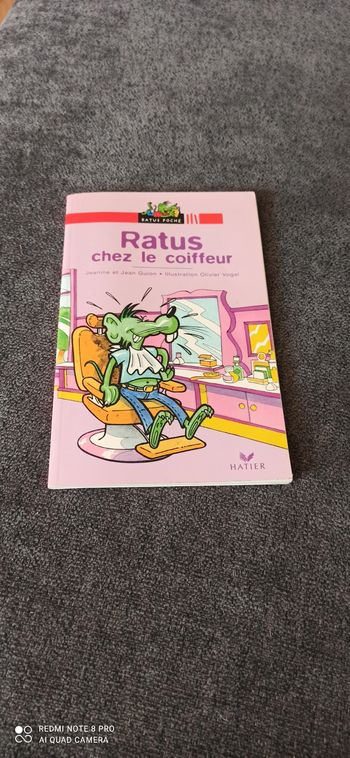 RATUS POCHE
Ratus
chez le coiffeur
Jeanine et Jean Guion • Illustration Olivier Vogel
HATIER
REDMI NOTE 8 PRO
AI QUAD CAMERA